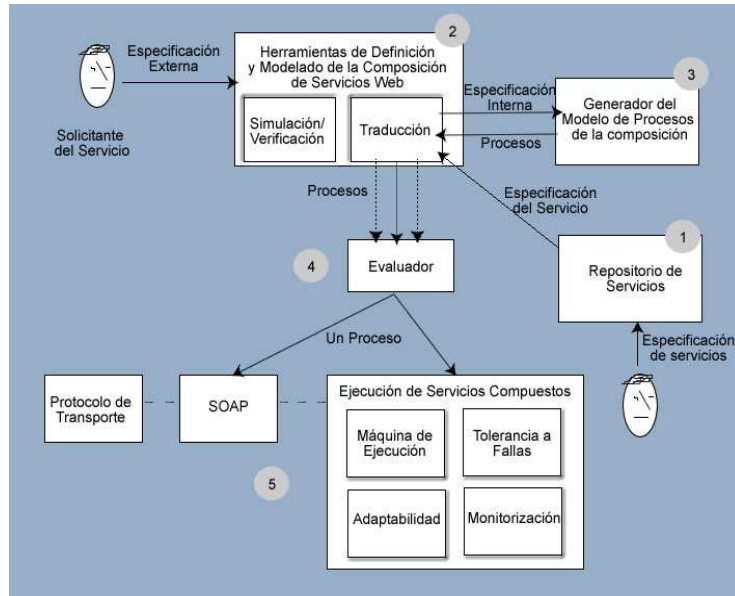 2
Especificación
Externa
Herramientas de Definición
y Modelado de la Composición
de Servicios Web
Simulación/
Verificación
Traducción
Solicitante
del Servicio
Especificación
Interna
Procesos
3
Generador del
Modelo de Procesos
de la composición
Procesos
Especificación
del Servicio
1
Repositorio de
Servicios
4
Evaluador
Especificación
de servicios
Un Proceso
Protocolo de
Transporte
SOAP
Ejecución de Servicios Compuestos
Máquina de
Ejecución
Tolerancia a
Fallas
Adaptabilidad
Monitorización
5